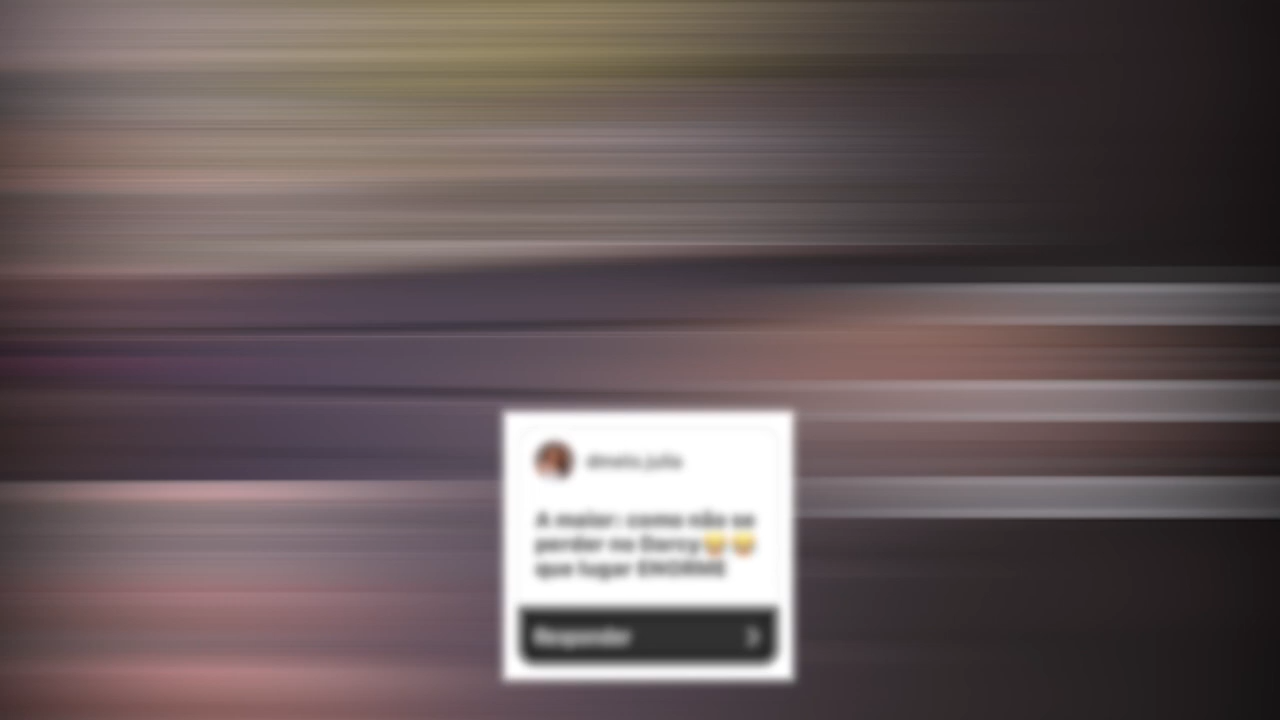 A maior: como não se
perder no Darcy😅😅
que lugar ENORME
Responder